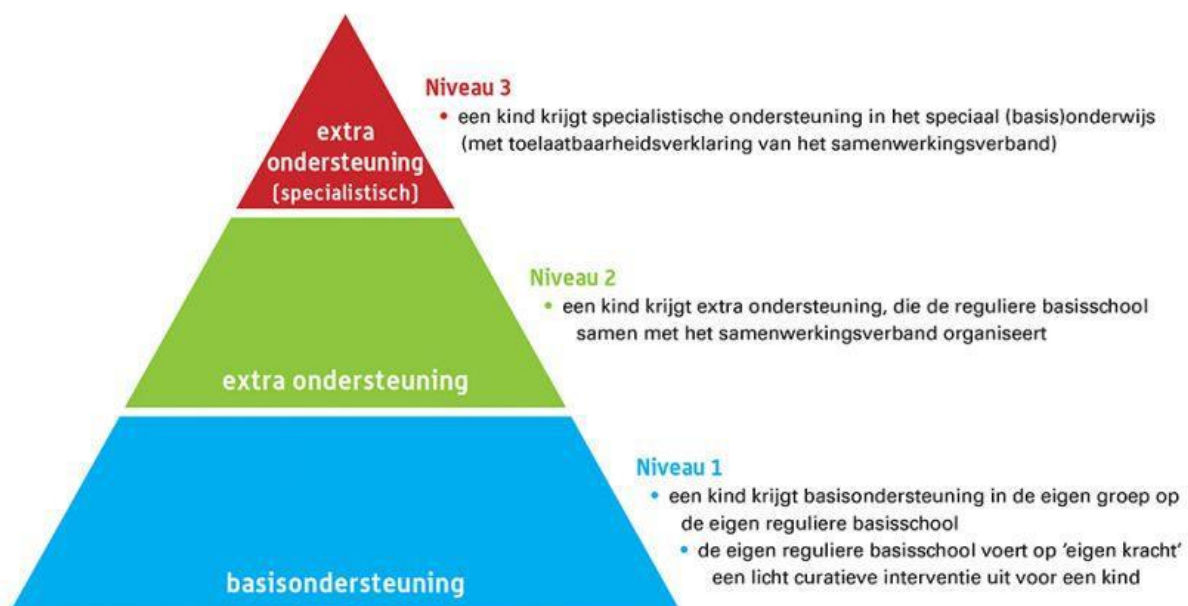 extra
ondersteuning
(specialistisch)
Niveau 3
• een kind krijgt specialistische ondersteuning in het speciaal (basis)onderwijs
(met toelaatbaarheidsverklaring van het samenwerkingsverband)
extra ondersteuning
Niveau 2
• een kind krijgt extra ondersteuning, die de reguliere basisschool
samen met het samenwerkingsverband organiseert
basisondersteuning
Niveau 1
• een kind krijgt basisondersteuning in de eigen groep op
de eigen reguliere basisschool
• de eigen reguliere basisschool voert op ‘eigen kracht’
een licht curatieve interventie uit voor een kind